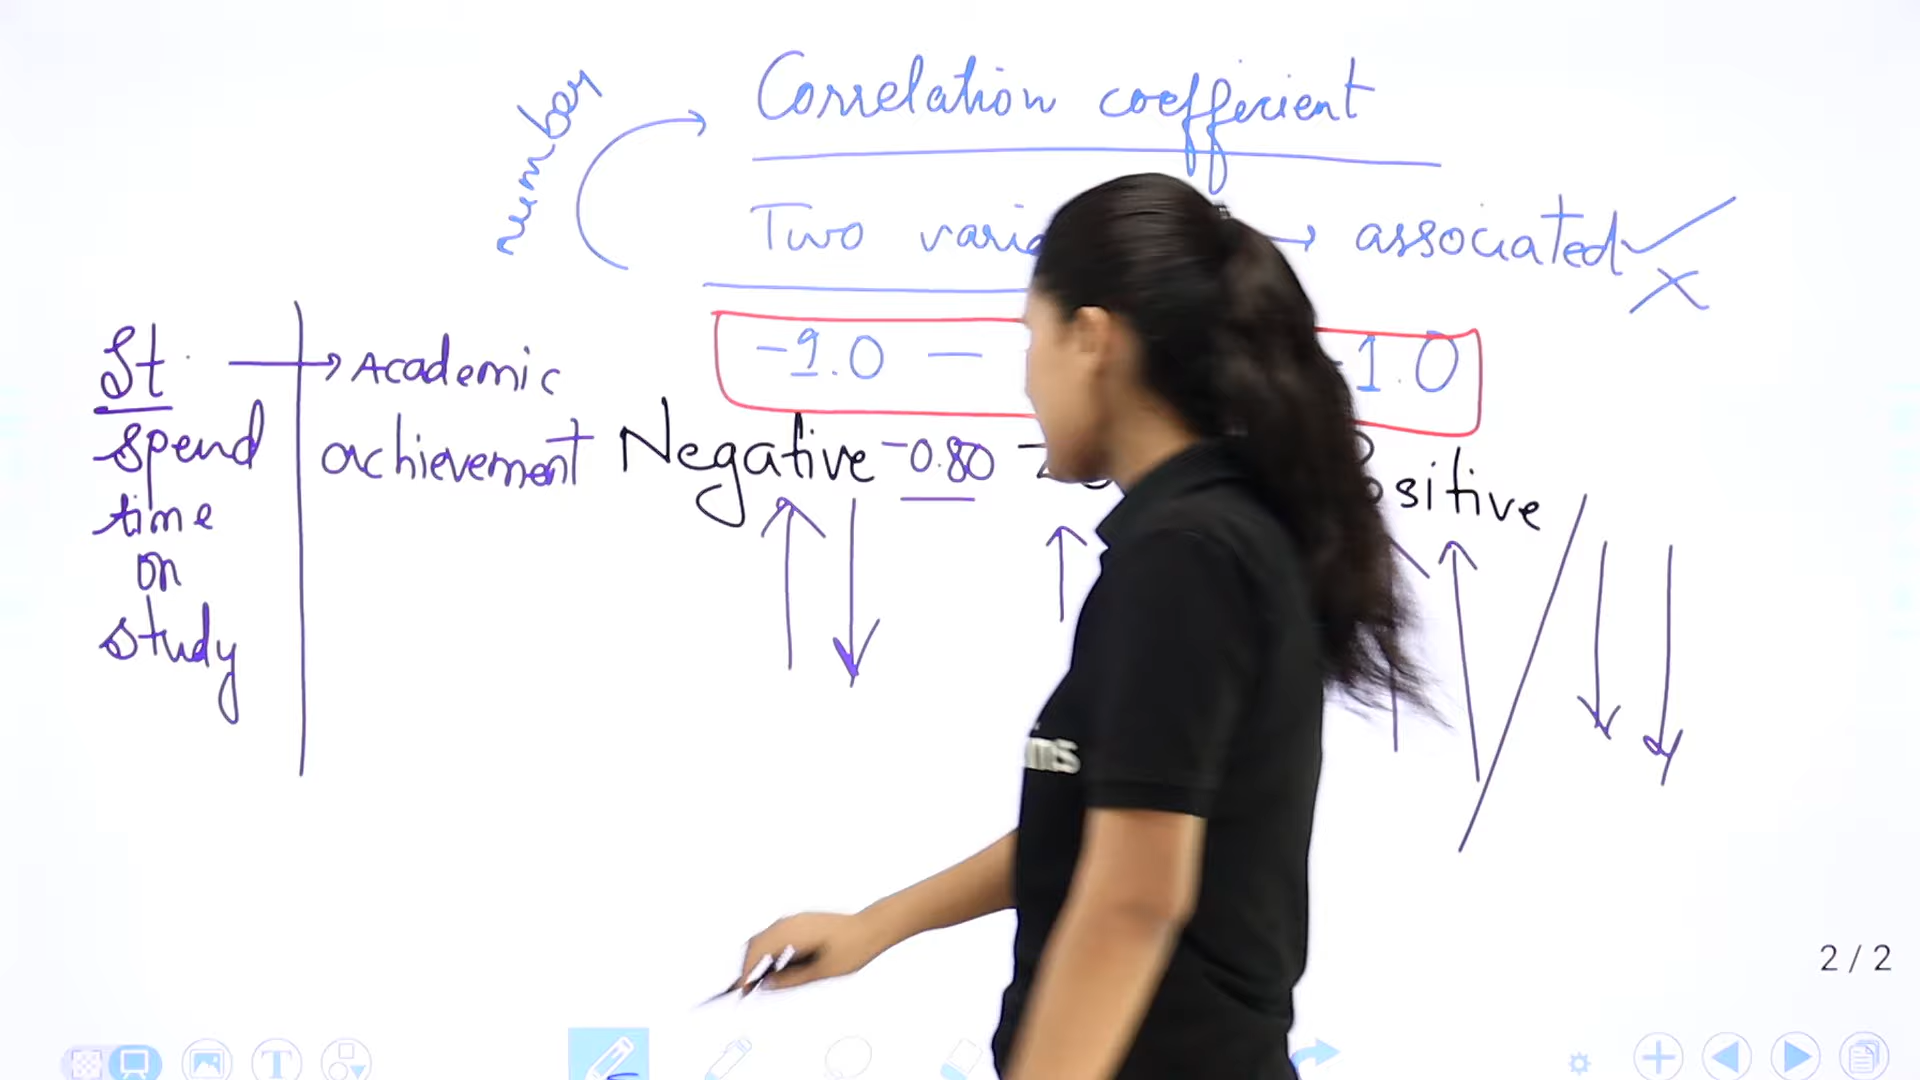 number
Correlation coefficient
Two → associated ✓
×
-1.0 — 1.0
St. → Academic
spend achievement
time
on
study
Negative -0.80 sitive
ms
2 / 2
T